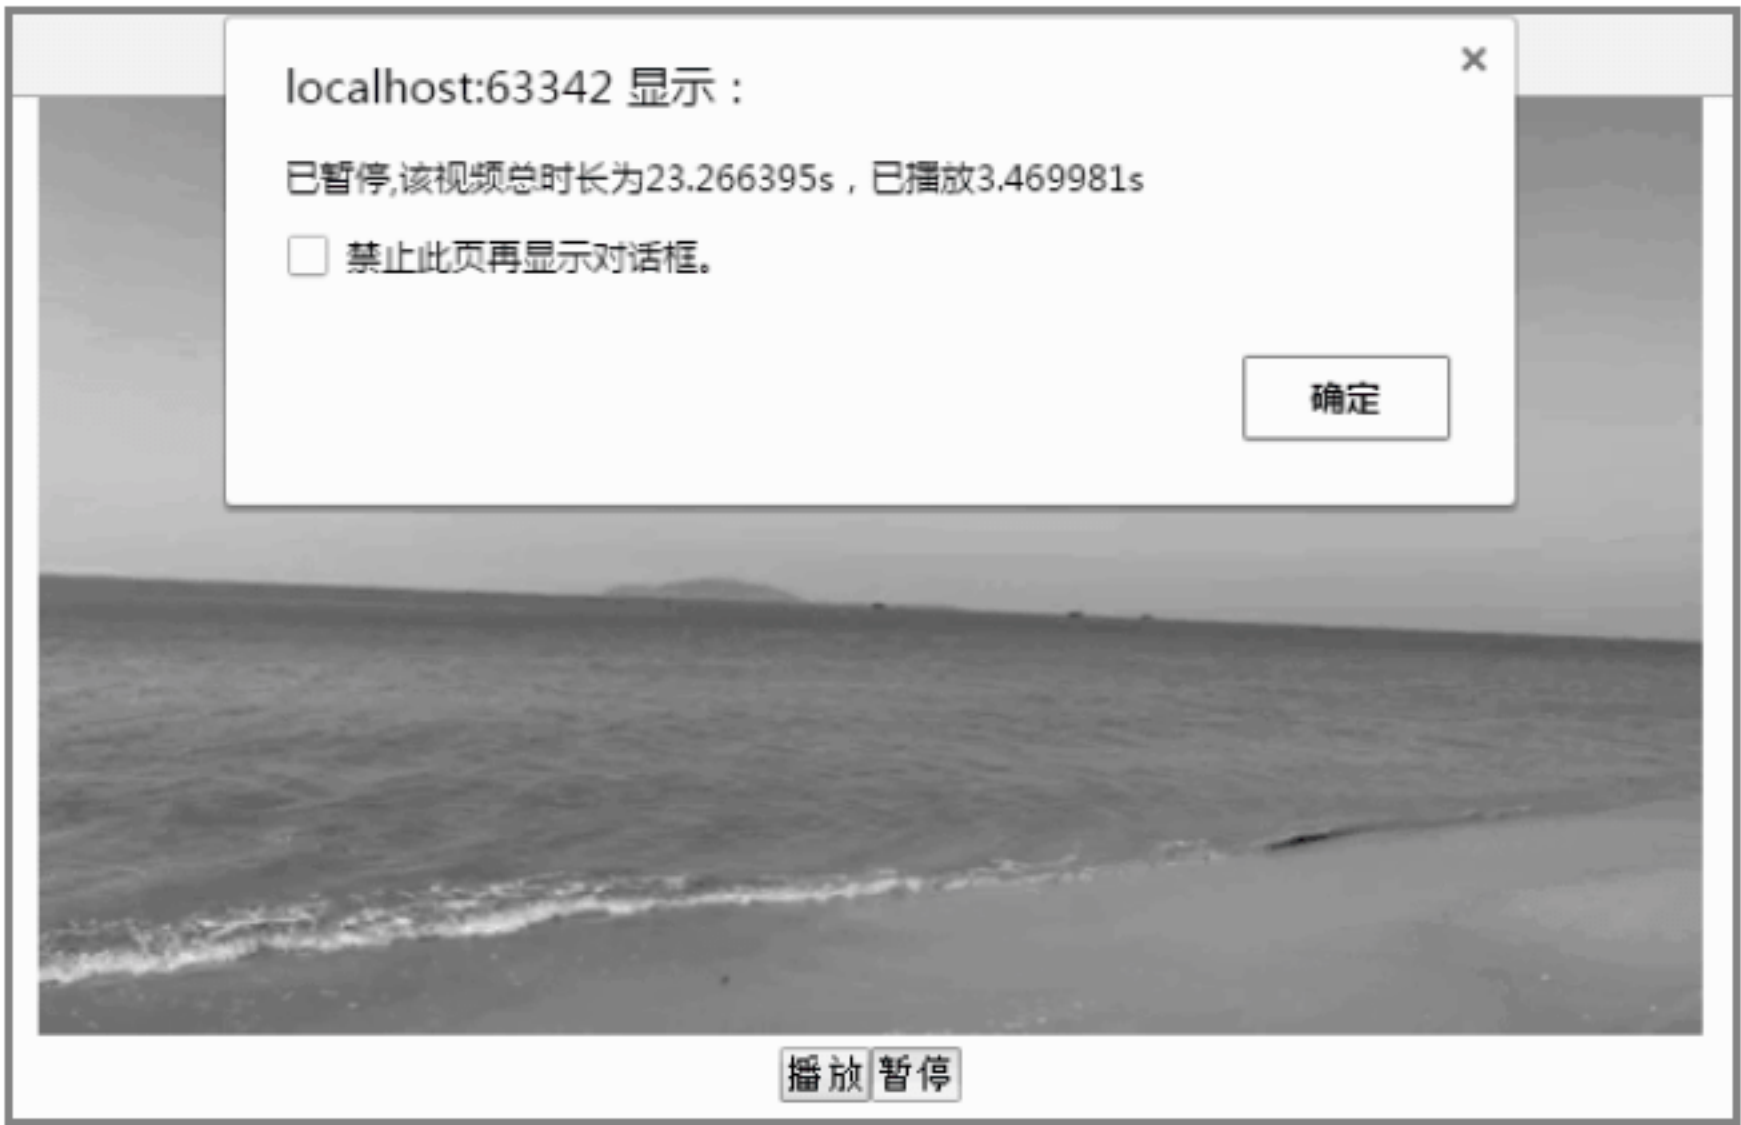 localhost:63342 显示：
已暂停,该视频总时长为23.266395s，已播放3.469981s
禁止此页再显示对话框。
确定
播放 暂停